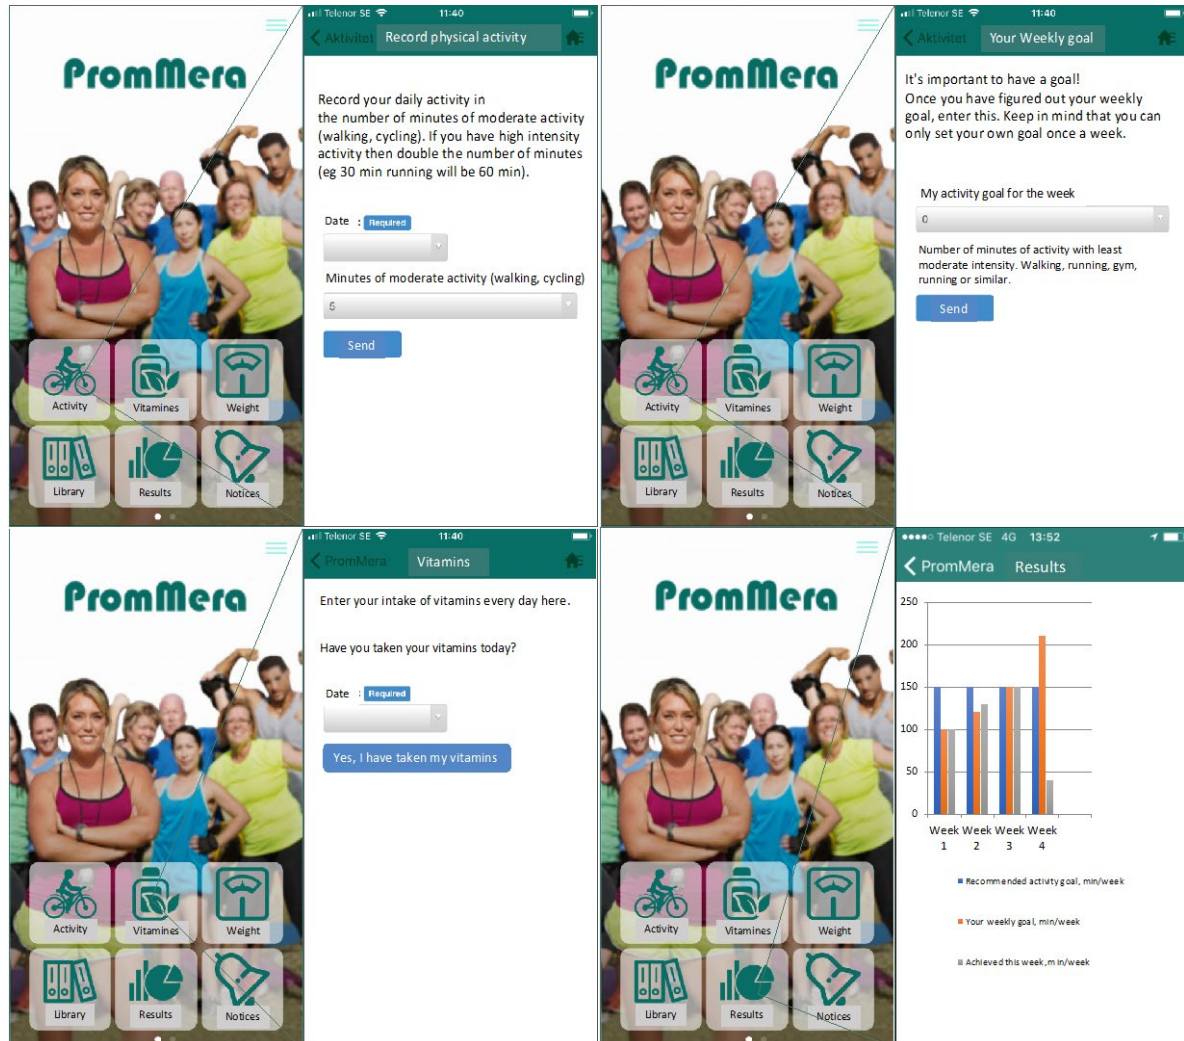 PromMera
Activity
Vitamines
Weight
Library
Results
Notices
Telenor SE
11:40
Aktivitet
Record physical activity
Record your daily activity in
the number of minutes of moderate activity
(walking, cycling). If you have high intensity
activity then double the number of minutes
(eg 30 min running will be 60 min).
Date : Required
Minutes of moderate activity (walking, cycling)
5
Send
PromMera
Activity
Vitamines
Weight
Library
Results
Notices
Telenor SE
11:40
Aktivitet
Your Weekly goal
It's important to have a goal!
Once you have figured out your weekly
goal, enter this. Keep in mind that you can
only set your own goal once a week.
My activity goal for the week
0
Number of minutes of activity with least
moderate intensity. Walking, running, gym,
running or similar.
Send
PromMera
Activity
Vitamines
Weight
Library
Results
Notices
Telenor SE
11:40
PromMera
Vitamins
Enter your intake of vitamins every day here.
Have you taken your vitamins today?
Date : Required
Yes, I have taken my vitamins
PromMera
Activity
Vitamines
Weight
Library
Results
Notices
Telenor SE 4G 13:52
PromMera
Results
250
200
150
100
50
0
Week 1
Week 2
Week 3
Week 4
Recommended activity goal, min/week
Your weekly goal, min/week
Achieved this week, min/week